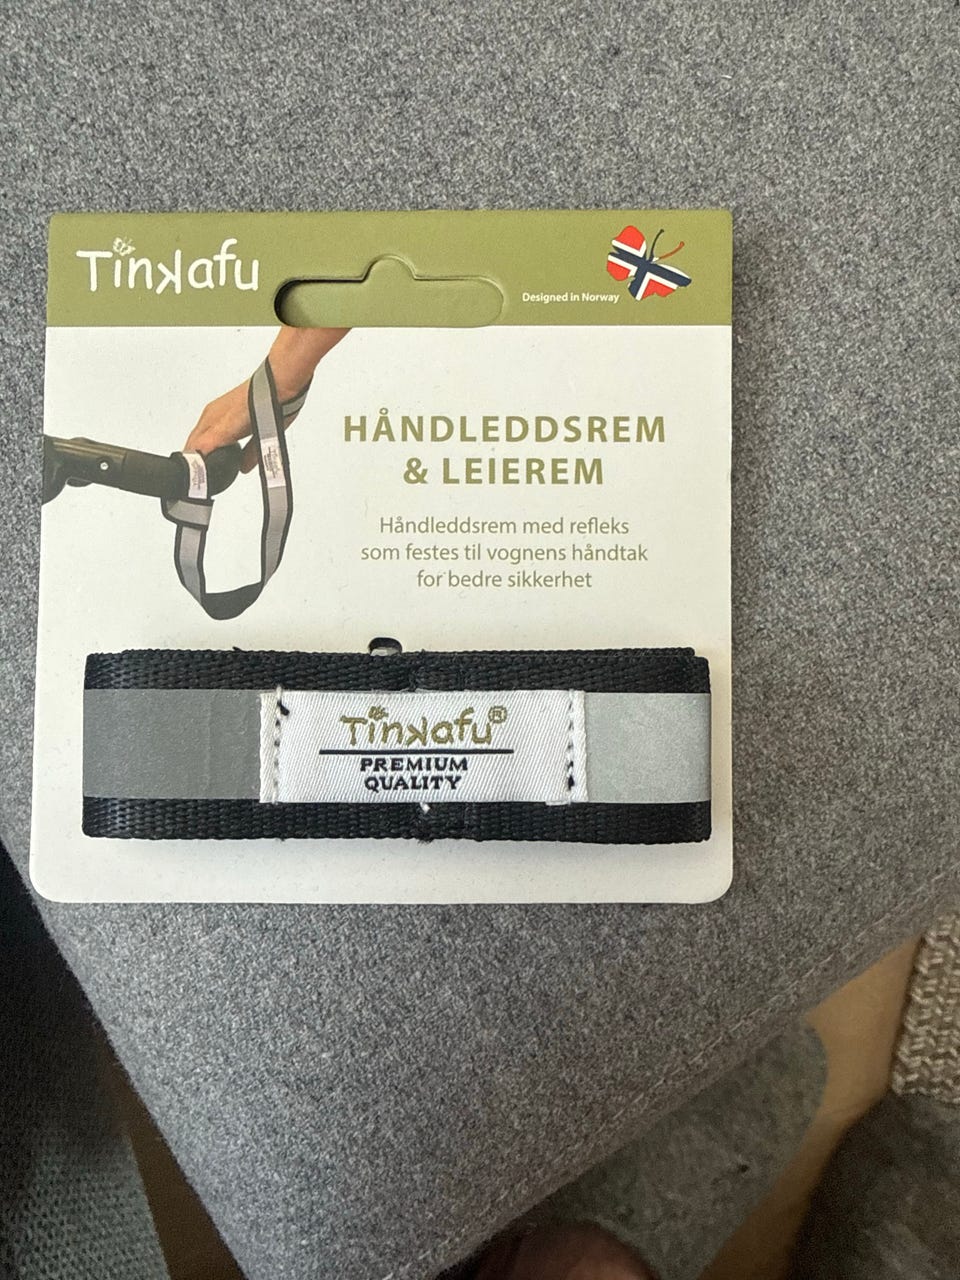 Tinkafu
Designed in Norway
HÅNDLEDDSREM
& LEIEREM
Håndleddsrem med refleks
som festes til vognens håndtak
for bedre sikkerhet
Tinkafu®
PREMIUM
QUALITY